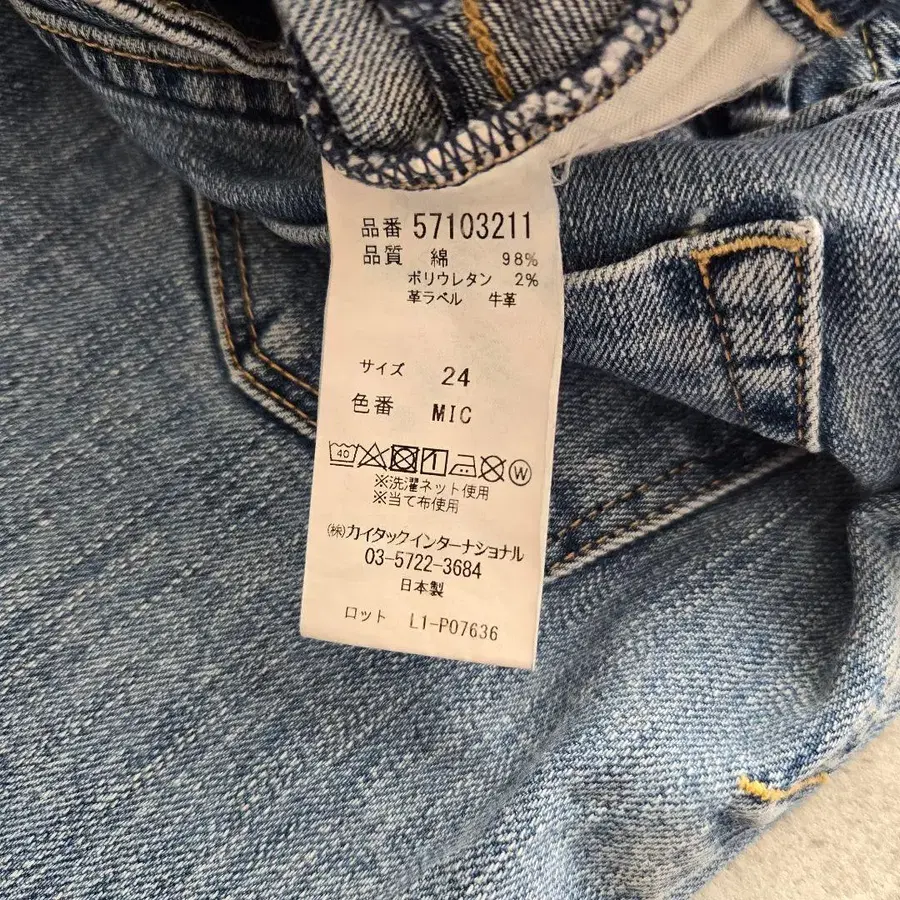 品番 57103211
品質 綿 98%
ポリウレタン 2%
革ラベル 牛革
サイズ 24
色番 MIC
40 W
※洗濯ネット使用
※当て布使用
㈱カイタックインターナショナル
03-5722-3684
日本製
ロット L1-P07636